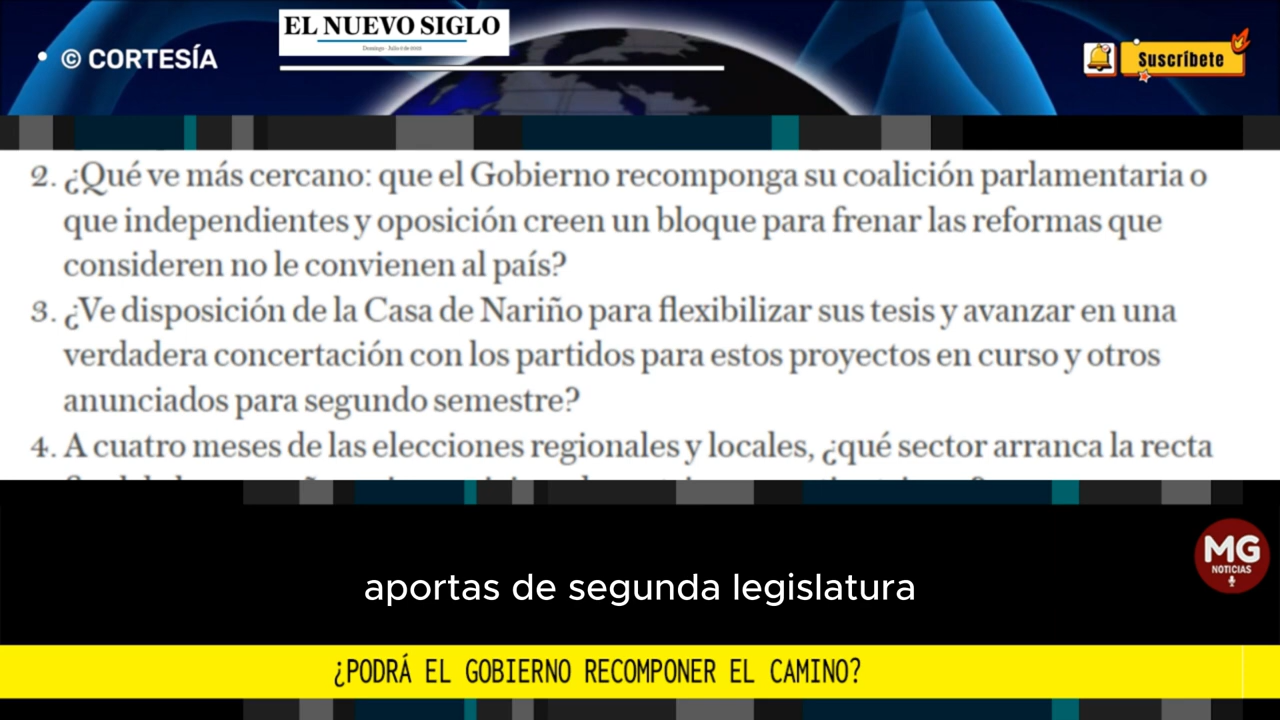 © CORTESÍA
EL NUEVO SIGLO
Suscríbete
2. ¿Qué ve más cercano: que el Gobierno recomponga su coalición parlamentaria o
que independientes y oposición creen un bloque para frenar las reformas que
consideren no le convienen al país?
3. ¿Ve disposición de la Casa de Nariño para flexibilizar sus tesis y avanzar en una
verdadera concertación con los partidos para estos proyectos en curso y otros
anunciados para segundo semestre?
4. A cuatro meses de las elecciones regionales y locales, ¿qué sector arranca la recta
MG
NOTICIAS
aportas de segunda legislatura
¿PODRÁ EL GOBIERNO RECOMPONER EL CAMINO?